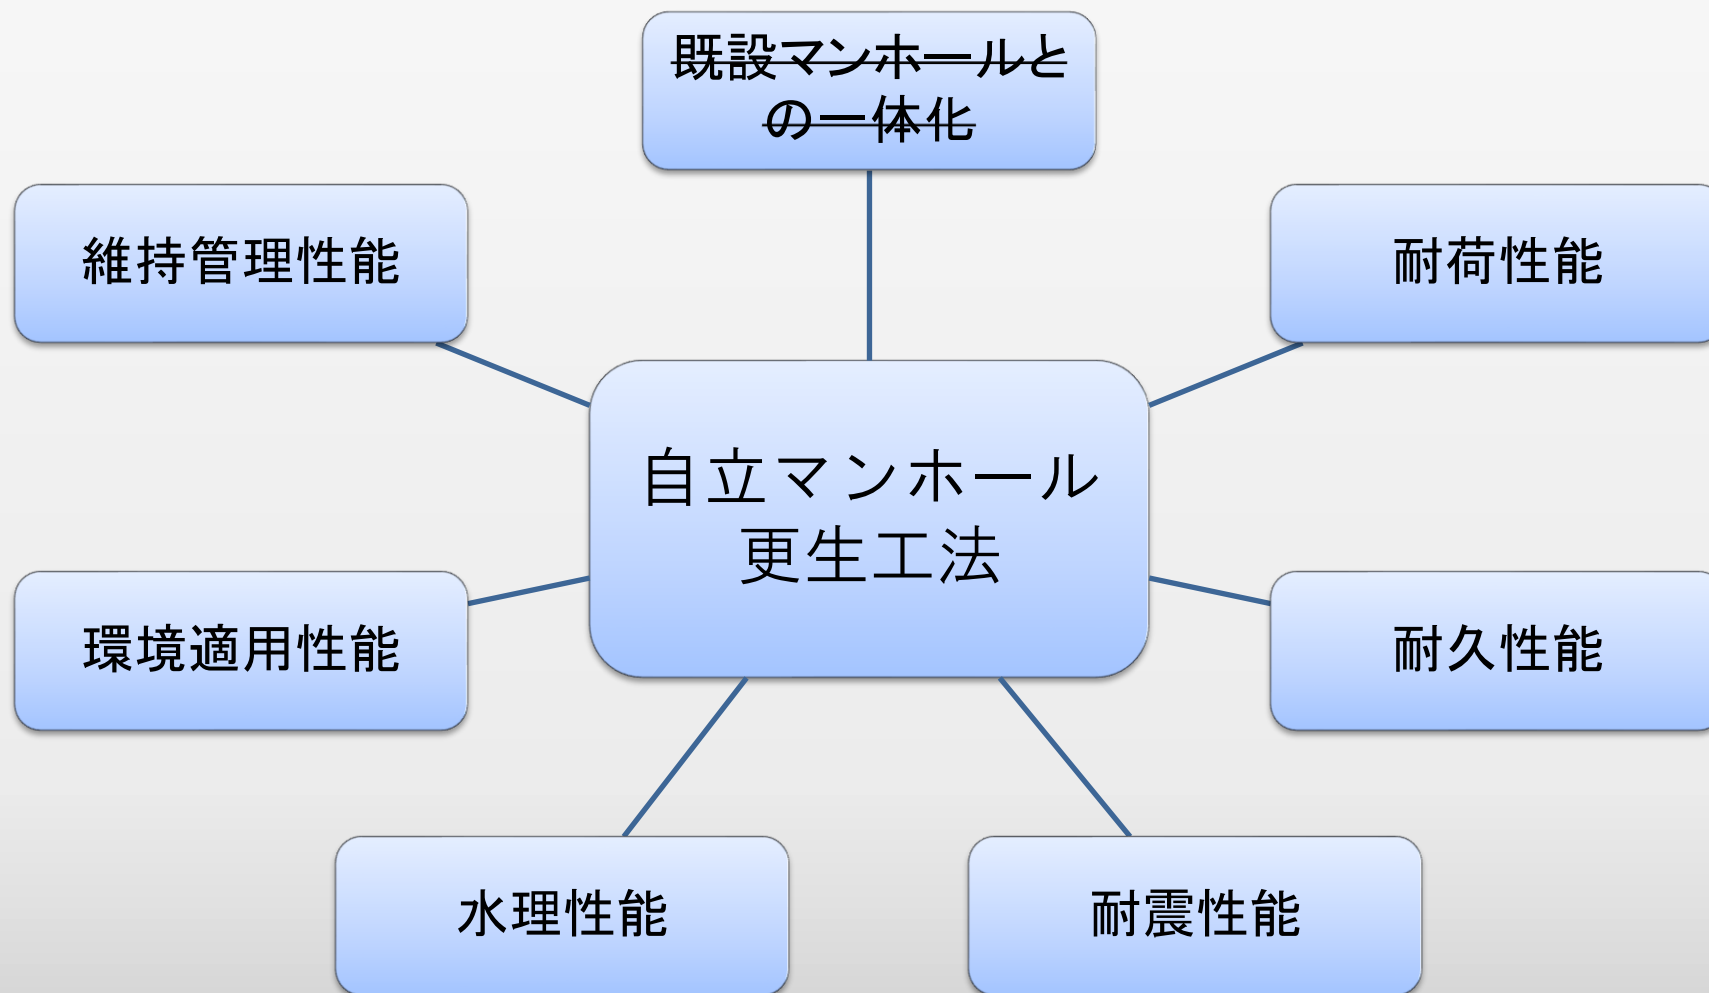 既設マンホールと
の一体化
維持管理性能
耐荷性能
自立マンホール
更生工法
環境適用性能
耐久性能
水理性能
耐震性能